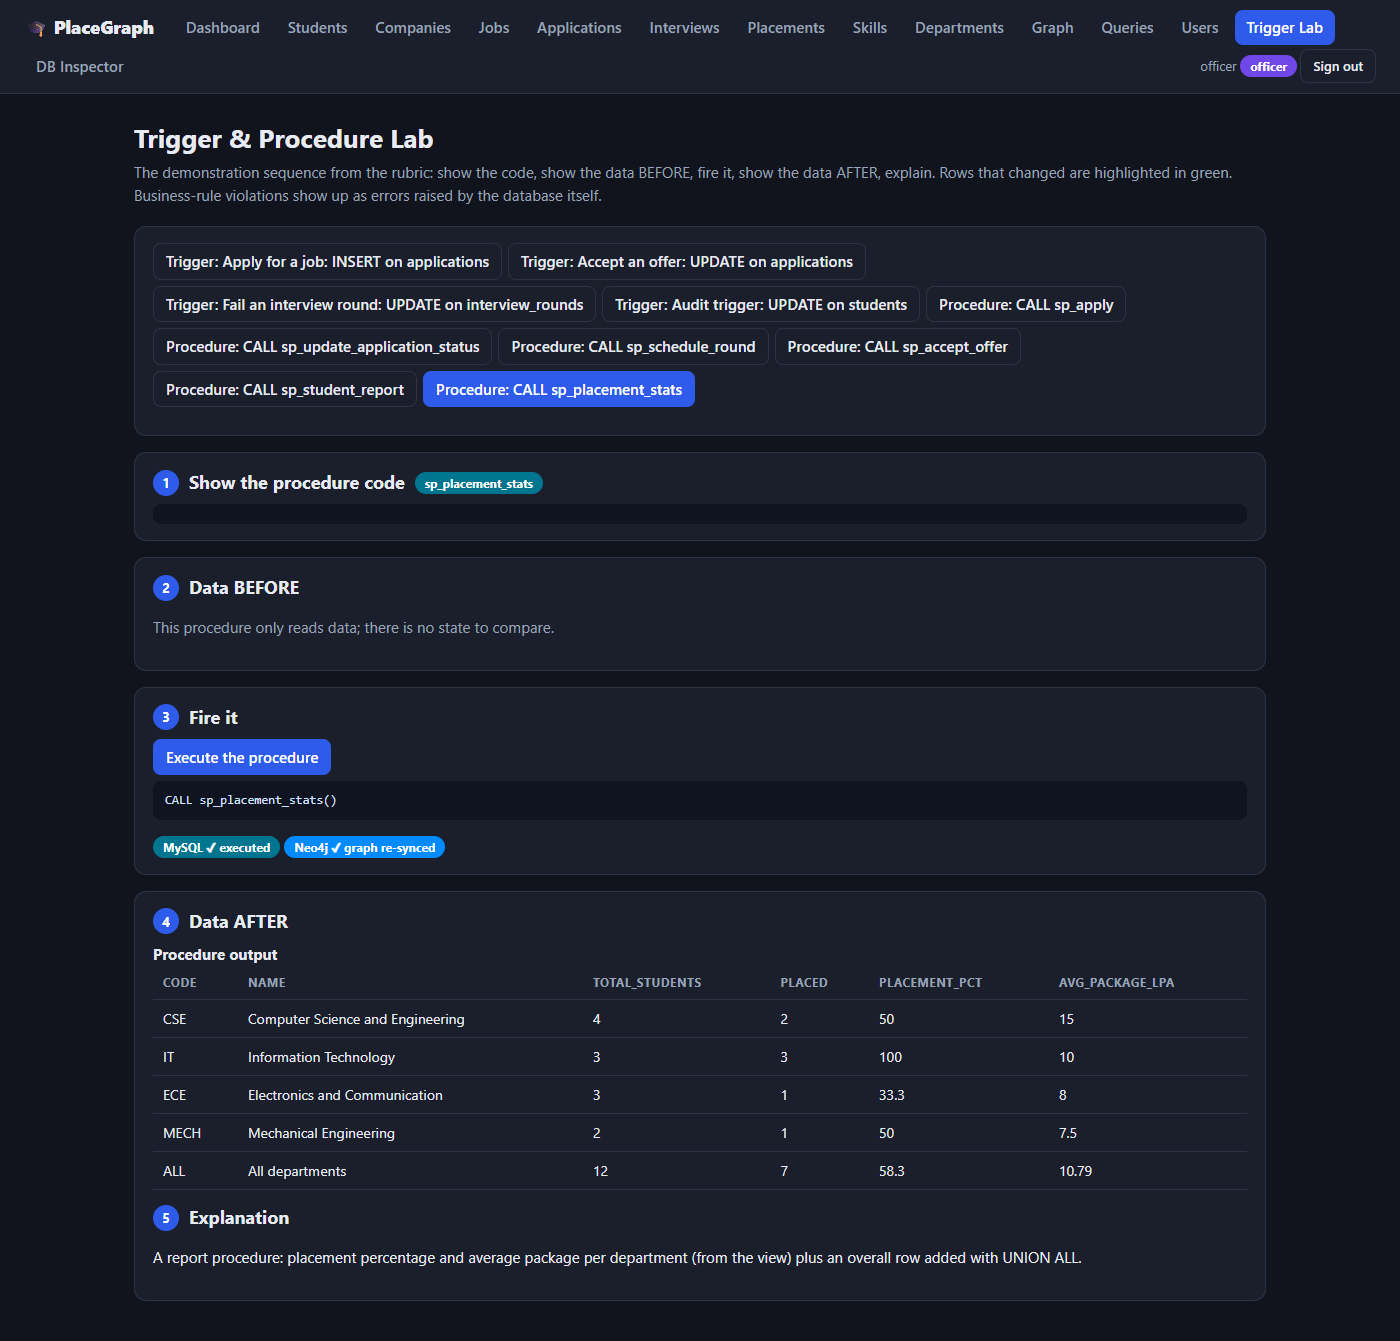 PlaceGraph Dashboard Students Companies Jobs Applications Interviews Placements Skills Departments Graph Queries Users Trigger Lab
DB Inspector officer officer Sign out
Trigger & Procedure Lab
The demonstration sequence from the rubric: show the code, show the data BEFORE, fire it, show the data AFTER, explain. Rows that changed are highlighted in green.
Business-rule violations show up as errors raised by the database itself.
Trigger: Apply for a job: INSERT on applications Trigger: Accept an offer: UPDATE on applications
Trigger: Fail an interview round: UPDATE on interview_rounds Trigger: Audit trigger: UPDATE on students Procedure: CALL sp_apply
Procedure: CALL sp_update_application_status Procedure: CALL sp_schedule_round Procedure: CALL sp_accept_offer
Procedure: CALL sp_student_report Procedure: CALL sp_placement_stats
1 Show the procedure code sp_placement_stats
2 Data BEFORE
This procedure only reads data; there is no state to compare.
3 Fire it
Execute the procedure
CALL sp_placement_stats()
MySQL ✔ executed Neo4j ✔ graph re-synced
4 Data AFTER
Procedure output
CODE NAME TOTAL_STUDENTS PLACED PLACEMENT_PCT AVG_PACKAGE_LPA
CSE Computer Science and Engineering 4 2 50 15
IT Information Technology 3 3 100 10
ECE Electronics and Communication 3 1 33.3 8
MECH Mechanical Engineering 2 1 50 7.5
ALL All departments 12 7 58.3 10.79
5 Explanation
A report procedure: placement percentage and average package per department (from the view) plus an overall row added with UNION ALL.